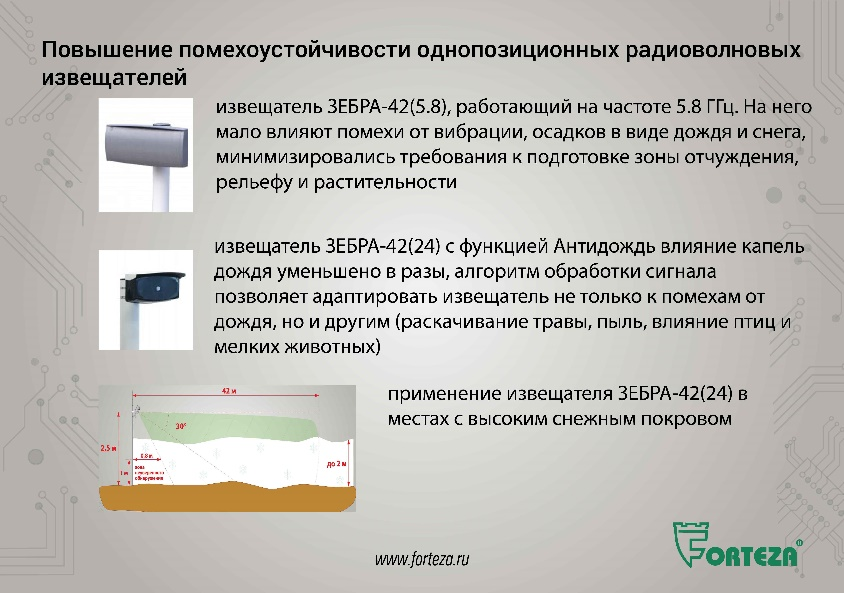 Повышение помехоустойчивости однопозиционных радиоволновых
извещателей
извещатель ЗЕБРА-42(5.8), работающий на частоте 5.8 ГГц. На него
мало влияют помехи от вибрации, осадков в виде дождя и снега,
минимизировались требования к подготовке зоны отчуждения,
рельефу и растительности
извещатель ЗЕБРА-42(24) с функцией Антидождь влияние капель
дождя уменьшено в разы, алгоритм обработки сигнала
позволяет адаптировать извещатель не только к помехам от
дождя, но и другим (раскачивание травы, пыль, влияние птиц и
мелких животных)
применение извещателя ЗЕБРА-42(24) в
местах с высоким снежным покровом
42 м
30°
2.5 м
0.8 м
1 м
зона
обнаружения
до 2 м
www.forteza.ru
FORTEZA®